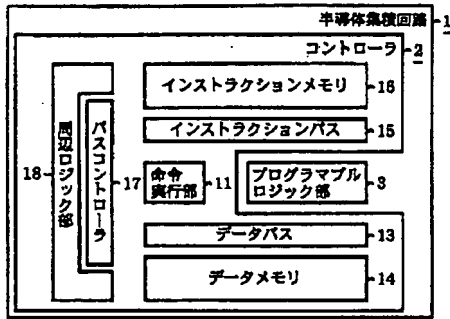 半導体集積回路 1
コントローラ 2
インストラクションメモリ 16
インストラクションバス 15
18 周辺ロジック部
バスコントローラ 17
命令
実行部 11
プログラマブル
ロジック部 3
データバス 13
データメモリ 14